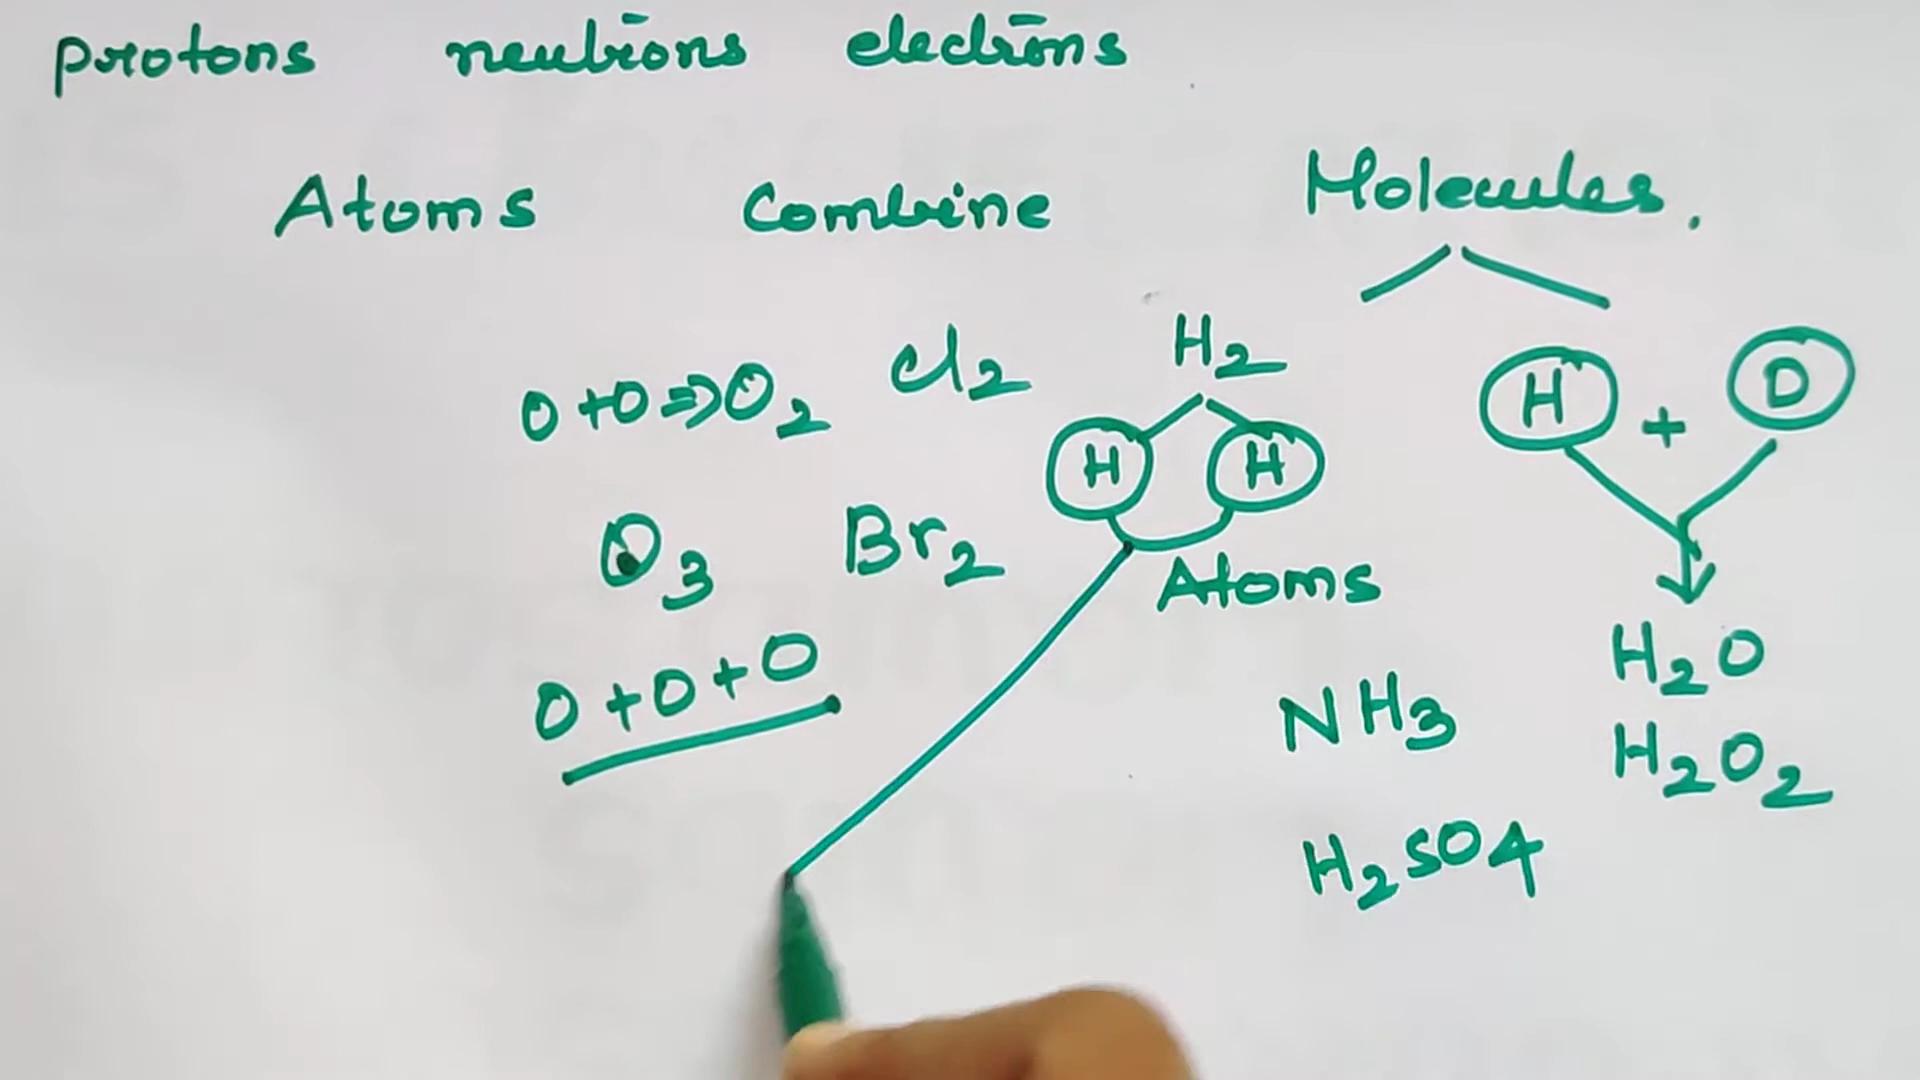 protons neutrons electrons
Atoms Combine Molecules.
O+O⇒O2 Cl2 H2
H H H + O
O3 Br2
Atoms
O+O+O NH3 H2O
H2O2
H2SO4